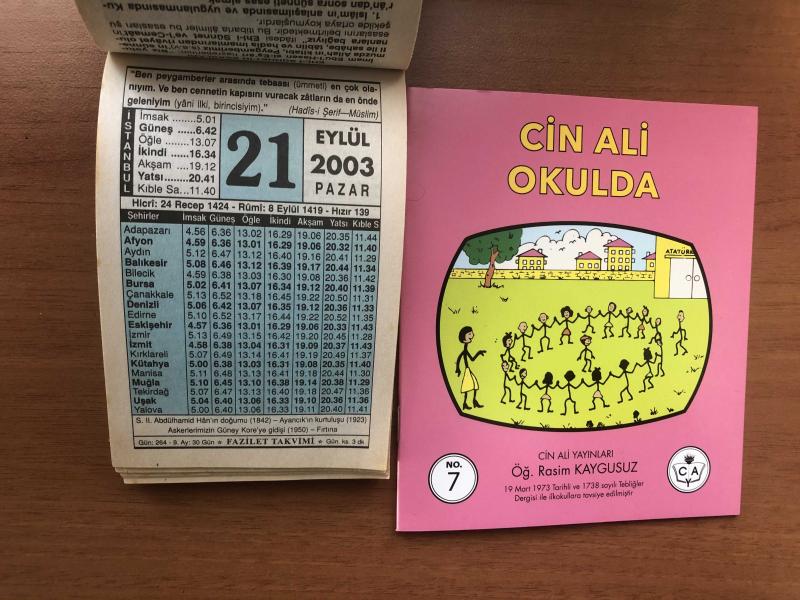 1. İslâm'ın anlaşılmasında ve uygulanmasında Ku
şekilde ortaya koymuşlardır.
"Ben peygamberler arasında tebaası (ümmeti) en çok ola-
nıyım. Ve ben cennetin kapısını vuracak zâtların da en önde
geleniyim (yâni ilki, birincisiyim)."
(Hadîs-i Şerif—Müslim)
İSTANBUL
İmsak ........5.01
Güneş ......6.42
Öğle ........13.07
İkindi ......16.34
Akşam ....19.12
Yatsı........20.41
Kıble Sa...11.40
21
EYLÜL
2003
PAZAR
Hicrî: 24 Recep 1424 - Rûmî: 8 Eylül 1419 - Hızır 139
Şehirler İmsak Güneş Öğle İkindi Akşam Yatsı Kıble S
Adapazarı 4.56 6.36 13.02 16.29 19.06 20.35 11.44
Afyon 4.59 6.36 13.01 16.29 19.06 20.32 11.40
Aydın 5.12 6.47 13.12 16.40 19.16 20.41 11.29
Balıkesir 5.08 6.46 13.12 16.39 19.17 20.44 11.34
Bilecik 4.59 6.38 13.03 16.30 19.08 20.36 11.42
Bursa 5.02 6.41 13.07 16.34 19.12 20.40 11.39
Çanakkale 5.13 6.52 13.18 16.45 19.22 20.50 11.31
Denizli 5.06 6.42 13.07 16.35 19.12 20.36 11.33
Edirne 5.10 6.52 13.17 16.44 19.22 20.52 11.35
Eskişehir 4.57 6.36 13.01 16.29 19.06 20.33 11.43
İzmir 5.13 6.49 13.15 16.42 19.20 20.45 11.28
İzmit 4.58 6.38 13.04 16.31 19.09 20.37 11.43
Kırklareli 5.07 6.49 13.14 16.41 19.19 20.49 11.37
Kütahya 5.00 6.38 13.03 16.31 19.08 20.35 11.40
Manisa 5.11 6.48 13.13 16.41 19.18 20.44 11.30
Muğla 5.10 6.45 13.10 16.38 19.14 20.38 11.29
Tekirdağ 5.07 6.47 13.13 16.40 19.18 20.47 11.36
Uşak 5.04 6.40 13.06 16.33 19.10 20.36 11.36
Yalova 5.00 6.40 13.06 16.33 19.11 20.40 11.41
S. II. Abdülhamid Hân'ın doğumu (1842) – Ayancık'ın kurtuluşu (1923)
Askerlerimizin Güney Kore'ye gidişi (1950) – Fırtına
Gün: 264 - 9. Ay: 30 Gün ★ FAZİLET TAKVİMİ ★ Gün. ks. 3 dk.
CİN ALİ
OKULDA
ATATÜRK
CİN ALİ YAYINLARI
Öğ. Rasim KAYGUSUZ
19 Mart 1973 Tarihli ve 1738 sayılı Tebliğler
Dergisi ile ilkokullara tavsiye edilmiştir
NO.
7
C A
Y